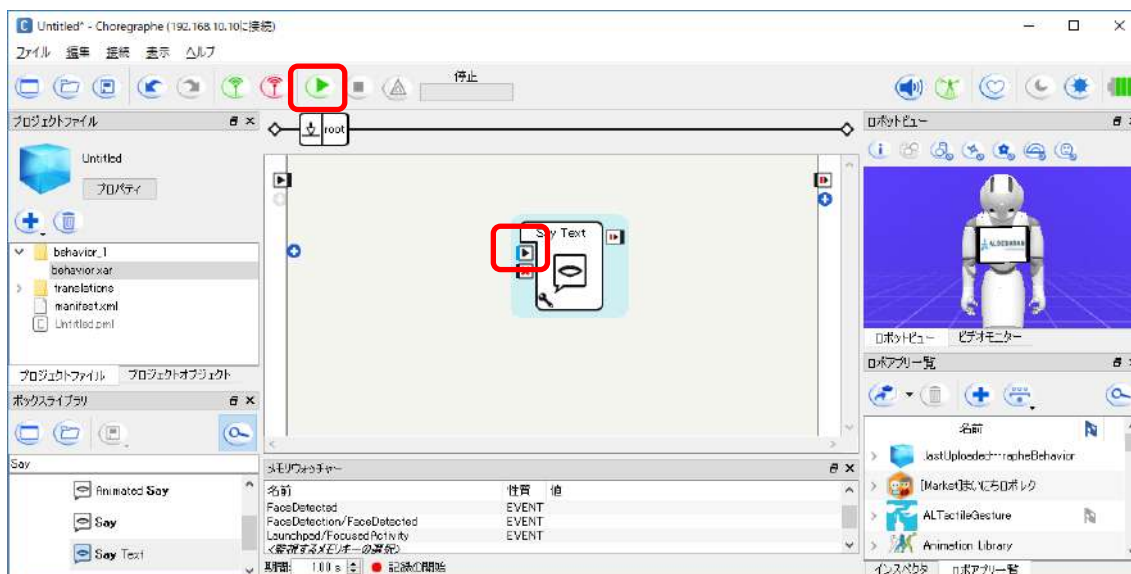 Untitled* - Choregraphe (192.168.10.10に接続)
ファイル 編集 接続 表示 ヘルプ
停止
プロジェクトファイル
root
ロボットビュー
Untitled
プロパティ
Say Text
ALDEBARAN
behavior_1
behavior.xar
translations
manifest.xml
Untitled.pml
ロボットビュー ビデオモニター
プロジェクトファイル プロジェクトオブジェクト
ロボアプリ一覧
ボックスライブラリ
名前
.lastUploaded···rapheBehavior
Say
メモリウォッチャー
[Market]まいにちロボレク
名前 性質 値
Animated Say
FaceDetected EVENT
FaceDetection/FaceDetected EVENT
ALTactileGesture
Say
Launchpad/FocusedActivity EVENT
<監視するメモリキーの選択>
Animation Library
Say Text
期間: 1.00 s 記録の開始
インスペクタ ロボアプリ一覧